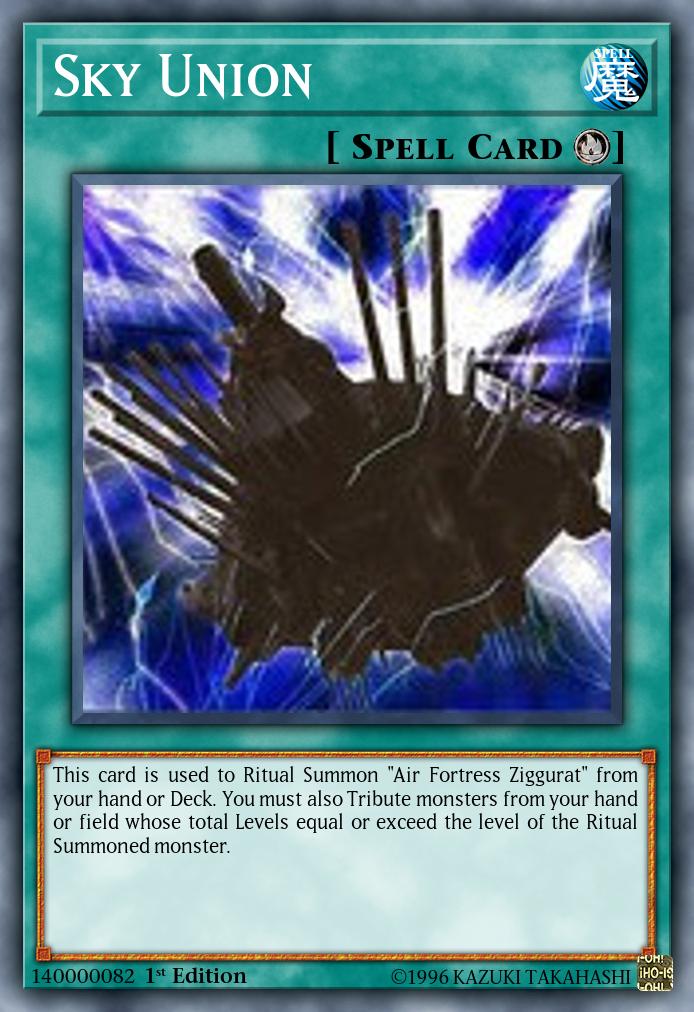 Sky Union
SPELL
魔
[ Spell Card ]
This card is used to Ritual Summon "Air Fortress Ziggurat" from
your hand or Deck. You must also Tribute monsters from your hand
or field whose total Levels equal or exceed the level of the Ritual
Summoned monster.
140000082 1st Edition
©1996 KAZUKI TAKAHASHI